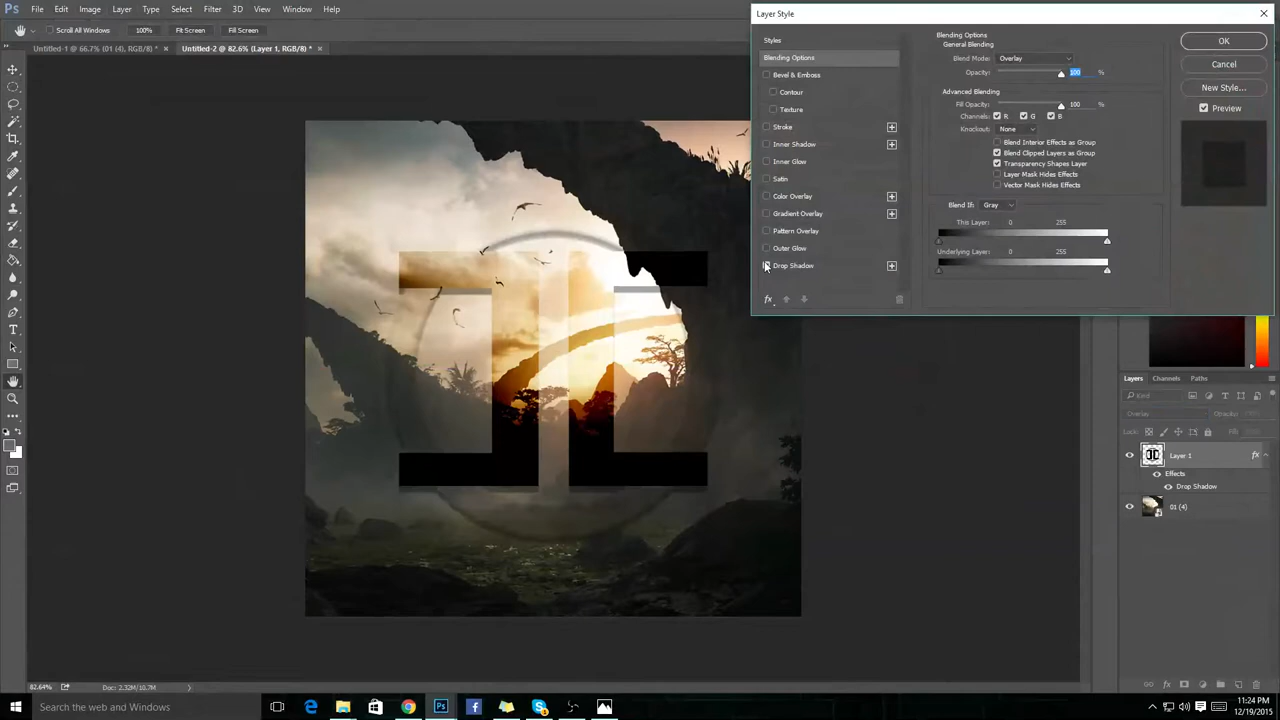 Ps File Edit Image Layer Type Select Filter 3D View Window Help
Scroll All Windows 100% Fit Screen Fill Screen
Untitled-1 @ 66.7% (01 (4), RGB/8) * × Untitled-2 @ 82.6% (Layer 1, RGB/8) * ×
Layer Style
Styles
Blending Options
Bevel & Emboss
Contour
Texture
Stroke
Inner Shadow
Inner Glow
Satin
Color Overlay
Gradient Overlay
Pattern Overlay
Outer Glow
Drop Shadow
fx
Blending Options
General Blending
Blend Mode: Overlay
Opacity: 100 %
Advanced Blending
Fill Opacity: 100 %
Channels: R G B
Knockout: None
Blend Interior Effects as Group
Blend Clipped Layers as Group
Transparency Shapes Layer
Layer Mask Hides Effects
Vector Mask Hides Effects
Blend If: Gray
This Layer: 0 255
Underlying Layer: 0 255
OK
Cancel
New Style...
Preview
Layers Channels Paths
Kind
Overlay Opacity: 100%
Lock: Fill:
Layer 1 fx
Effects
Drop Shadow
01 (4)
82.64% Doc: 2.32M/10.7M
Search the web and Windows
11:24 PM
12/19/2015